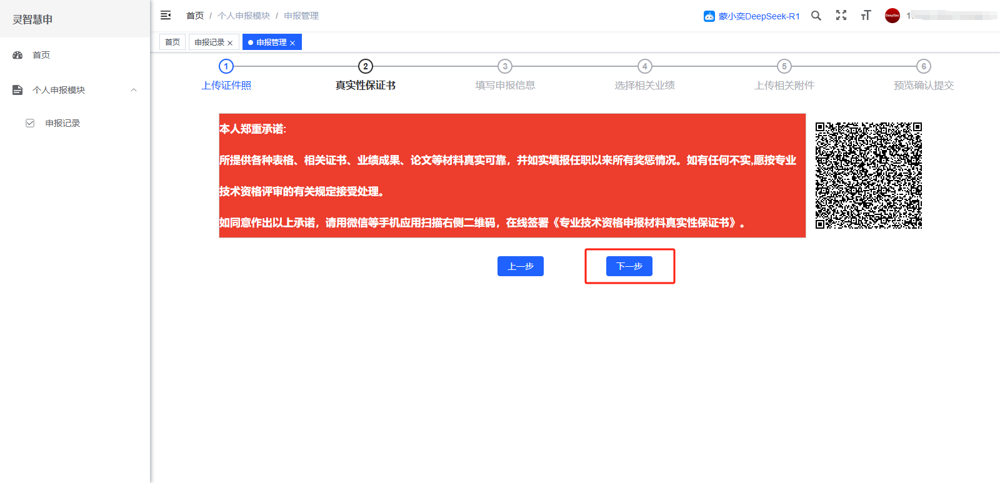 灵智慧申
首页
个人申报模块
申报记录
首页 / 个人申报模块 / 申报管理
蒙小奕DeepSeek-R1
首页
申报记录 ×
申报管理 ×
1
上传证件照
2
真实性保证书
3
填写申报信息
4
选择相关业绩
5
上传相关附件
6
预览确认提交
本人郑重承诺:
所提供各种表格、相关证书、业绩成果、论文等材料真实可靠，并如实填报任职以来所有奖惩情况。如有任何不实,愿按专业
技术资格评审的有关规定接受处理。
如同意作出以上承诺，请用微信等手机应用扫描右侧二维码，在线签署《专业技术资格申报材料真实性保证书》。
上一步
下一步